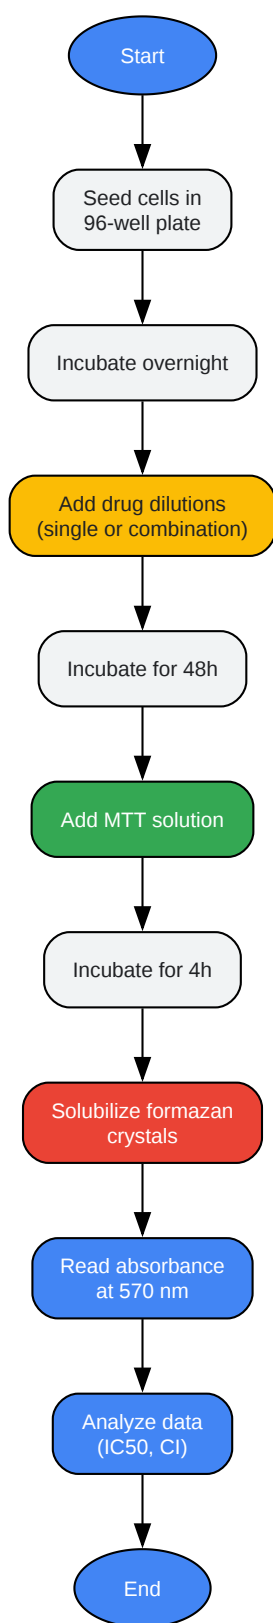 Start
Seed cells in
96-well plate
Incubate overnight
Add drug dilutions
(single or combination)
Incubate for 48h
Add MTT solution
Incubate for 4h
Solubilize formazan
crystals
Read absorbance
at 570 nm
Analyze data
(IC50, CI)
End